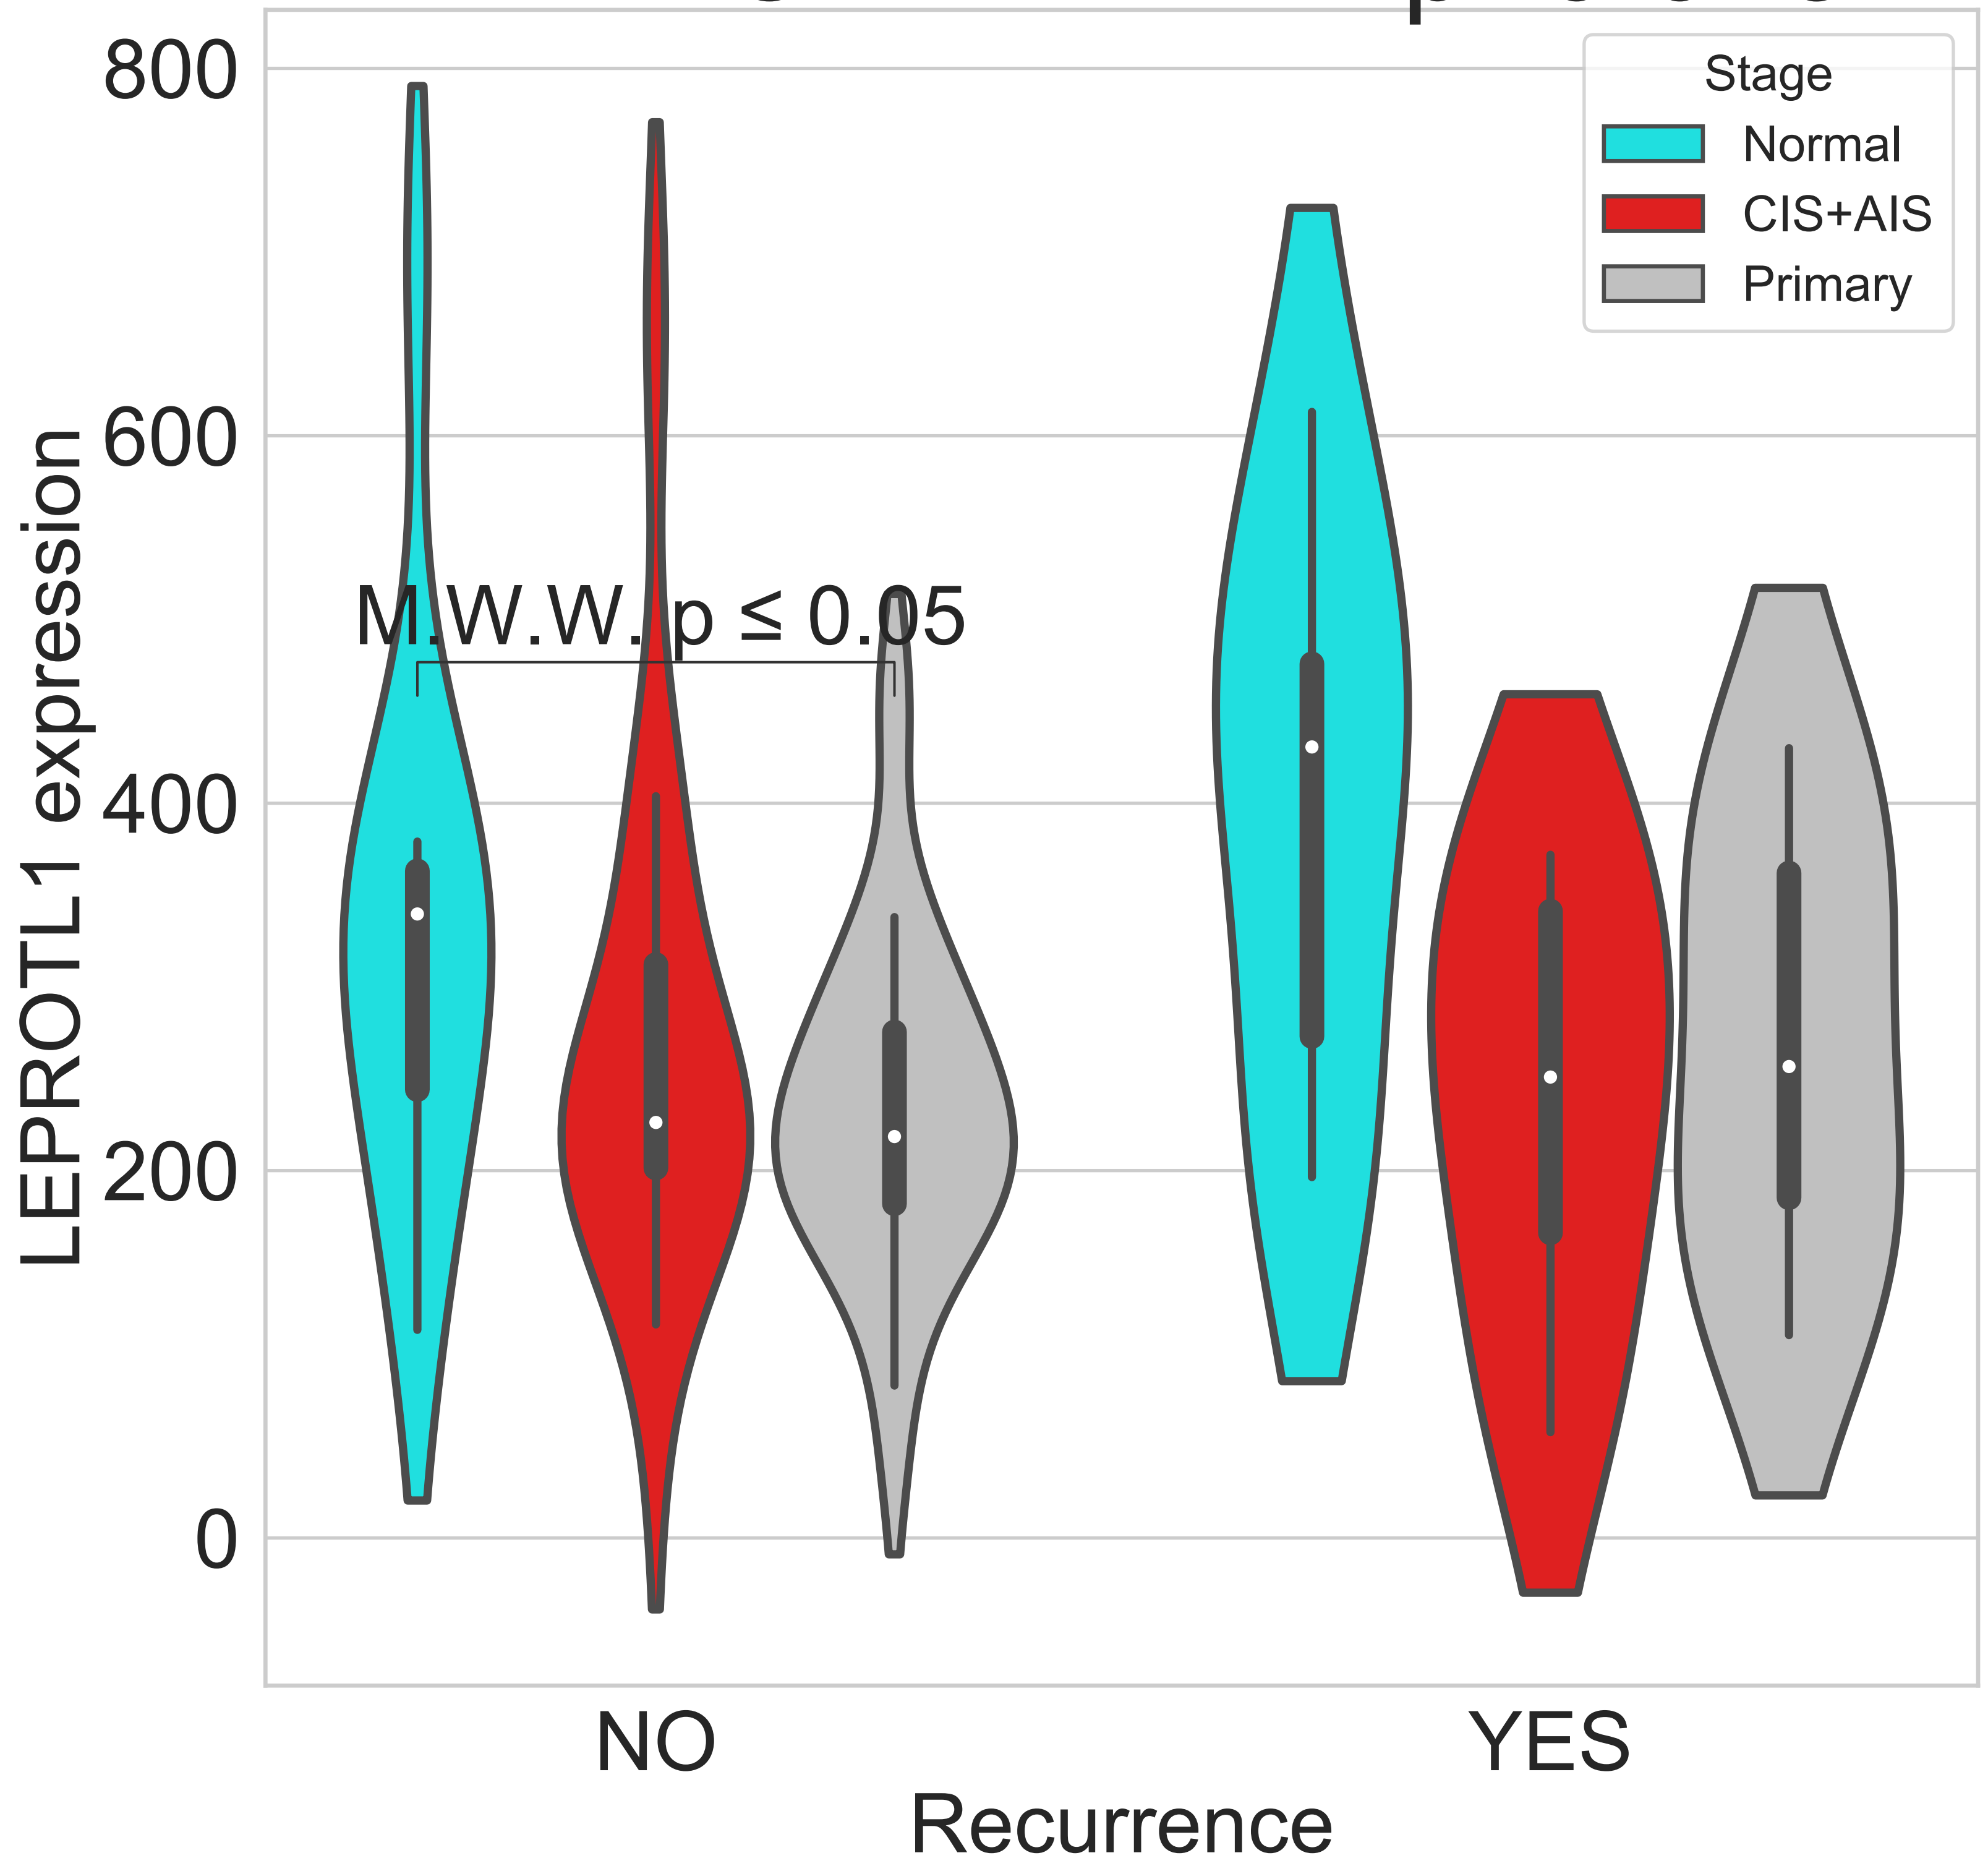 800
600
400
200
0
LEPROTL1 expression
Stage
Normal
CIS+AIS
Primary
M.W.W. p ≤ 0.05
NO
YES
Recurrence